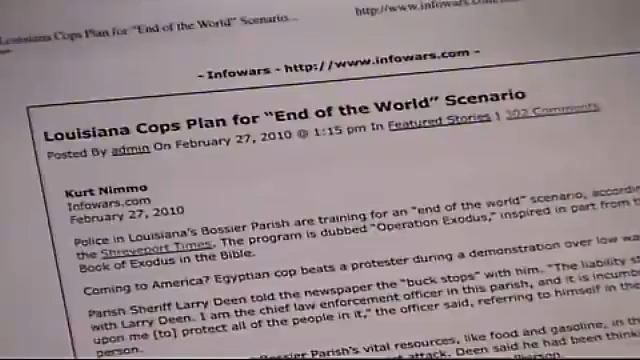 Louisiana Cops Plan for "End of the World" Scenario...
http://www.infowars.com
- Infowars - http://www.infowars.com -
Louisiana Cops Plan for "End of the World" Scenario
Posted By admin On February 27, 2010 @ 1:15 pm In Featured Stories | 302 Comments
Kurt Nimmo
Infowars.com
February 27, 2010
Police in Louisiana's Bossier Parish are training for an "end of the world" scenario, accord
the Shreveport Times. The program is dubbed "Operation Exodus," inspired in part from
Book of Exodus in the Bible.
Coming to America? Egyptian cop beats a protester during a demonstration over low wa
Parish Sheriff Larry Deen told the newspaper the "buck stops" with him. "The liability st
with Larry Deen. I am the chief law enforcement officer in this parish, and it is incum
upon me [to] protect all of the people in it," the officer said, referring to himself in the
person.
Bossier Parish's vital resources, like food and gasoline, in th
attack. Deen said he had been think